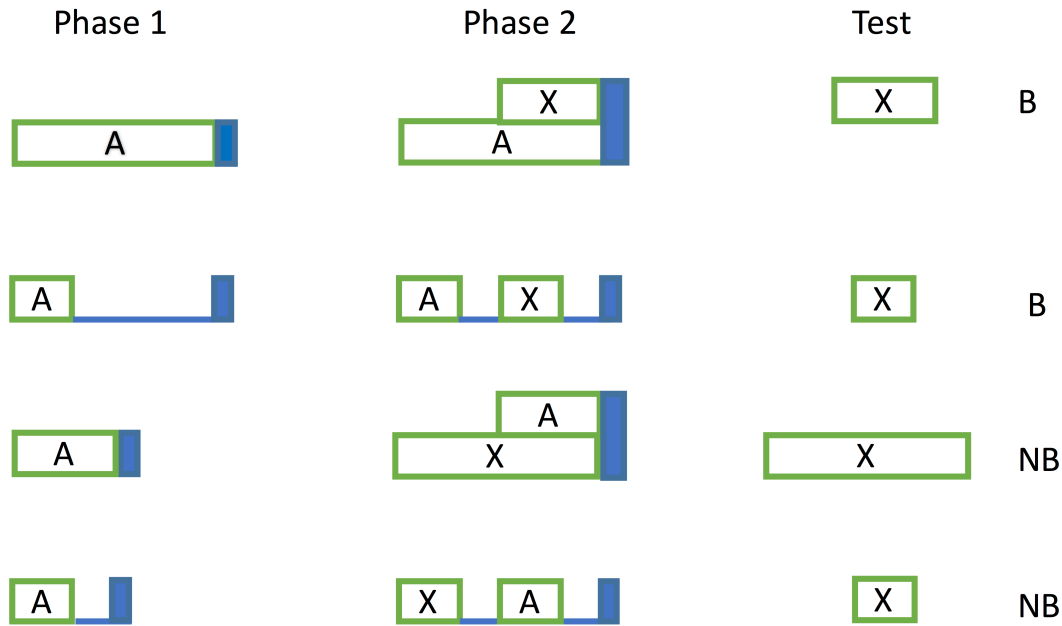 Phase 1 Phase 2 Test
X X B
A A
A A X X B
A
A X X NB
A X A X NB